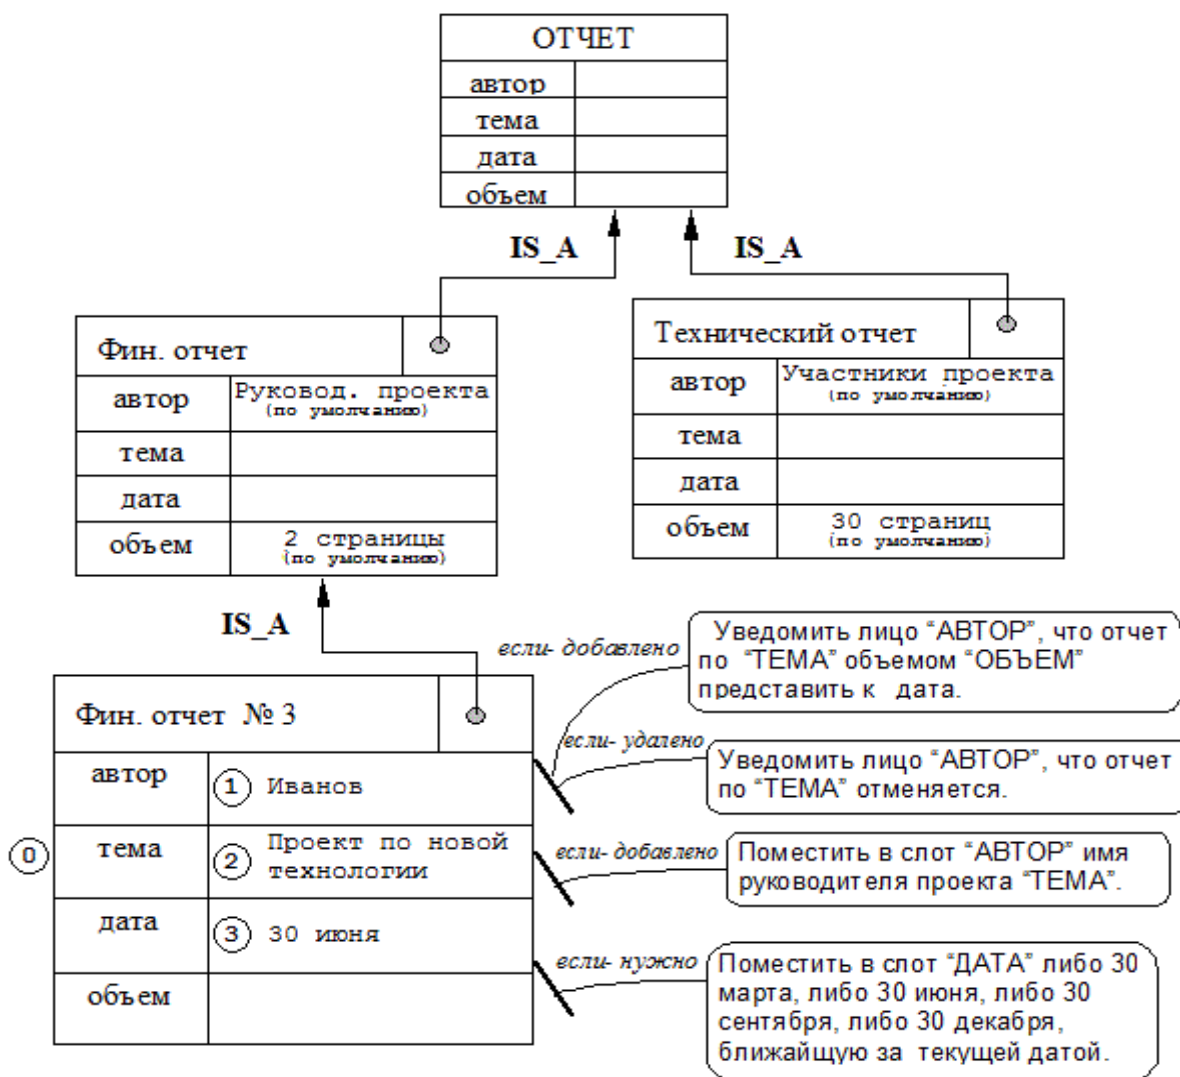 ОТЧЕТ
автор
тема
дата
объем
IS_A
IS_A
Фин. отчет
автор
Руковод. проекта
(по умолчанию)
тема
дата
объем
2 страницы
(по умолчанию)
Технический отчет
автор
Участники проекта
(по умолчанию)
тема
дата
объем
30 страниц
(по умолчанию)
IS_A
Фин. отчет № 3
0
автор
1 Иванов
тема
2 Проект по новой
технологии
дата
3 30 июня
объем
если- добавлено
Уведомить лицо “АВТОР”, что отчет
по “ТЕМА” объемом “ОБЪЕМ”
представить к дата.
если- удалено
Уведомить лицо “АВТОР”, что отчет
по “ТЕМА” отменяется.
если- добавлено
Поместить в слот “АВТОР” имя
руководителя проекта “ТЕМА”.
если- нужно
Поместить в слот “ДАТА” либо 30
марта, либо 30 июня, либо 30
сентября, либо 30 декабря,
ближайщую за текущей датой.